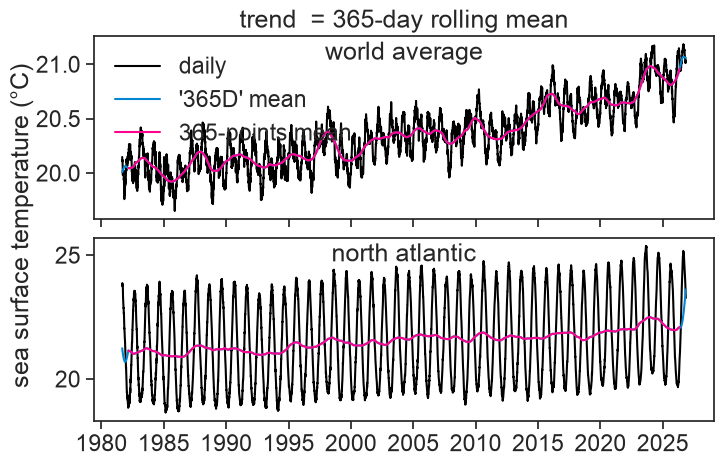 trend  = 365-day rolling mean
world average
daily
'365D' mean
365-points mean
21.0
20.5
20.0
sea surface temperature (°C)
north atlantic
25
20
1980 1985 1990 1995 2000 2005 2010 2015 2020 2025